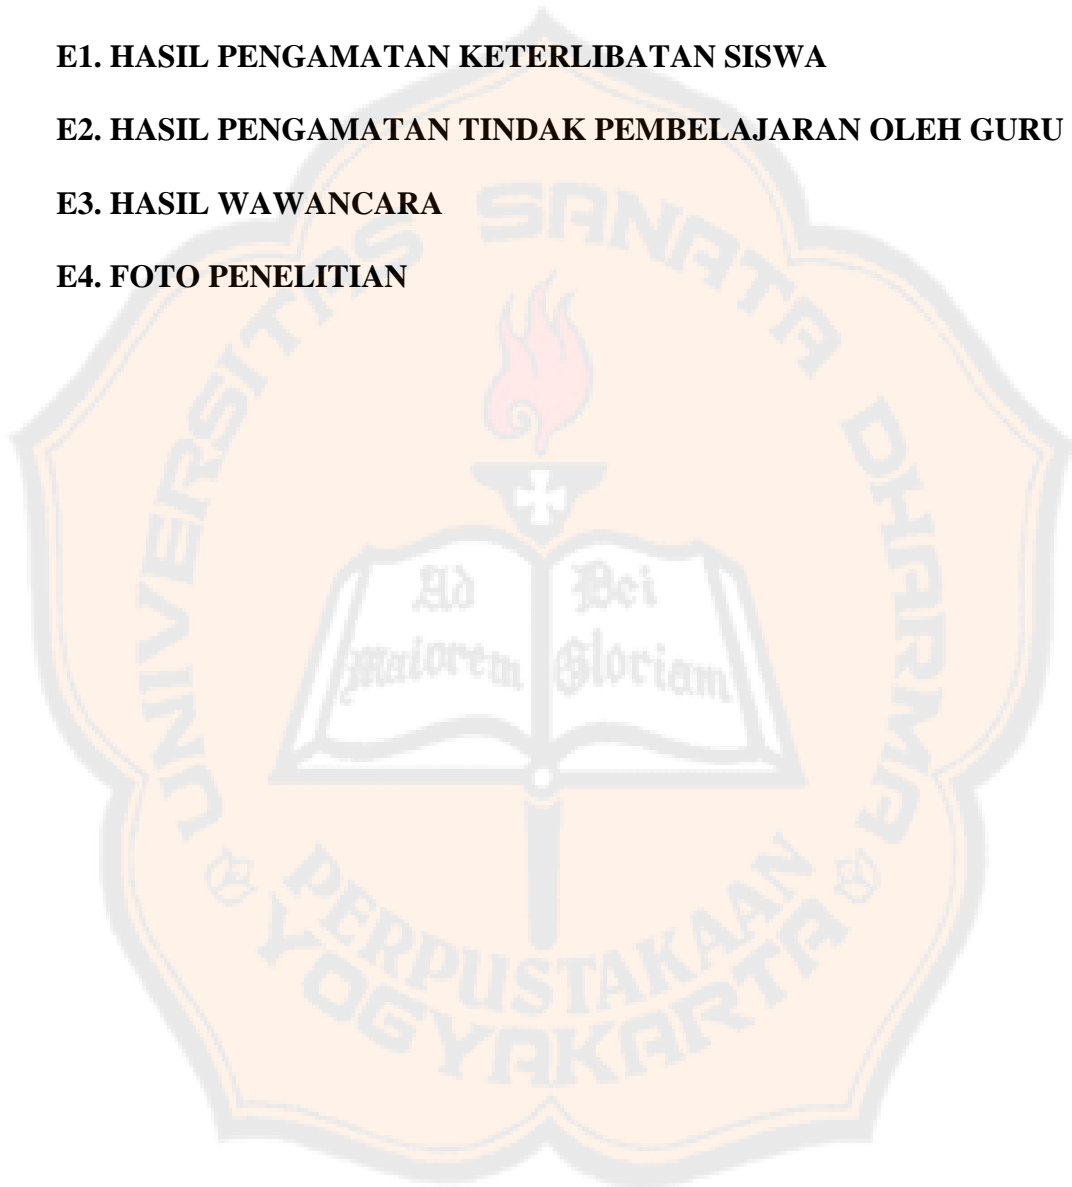 E1. HASIL PENGAMATAN KETERLIBATAN SISWA
E2. HASIL PENGAMATAN TINDAK PEMBELAJARAN OLEH GURU
E3. HASIL WAWANCARA
E4. FOTO PENELITIAN
UNIVERSITAS SANATA DHARMA
Ad Dei
Maiorem Gloriam
PERPUSTAKAAN
YOGYAKARTA